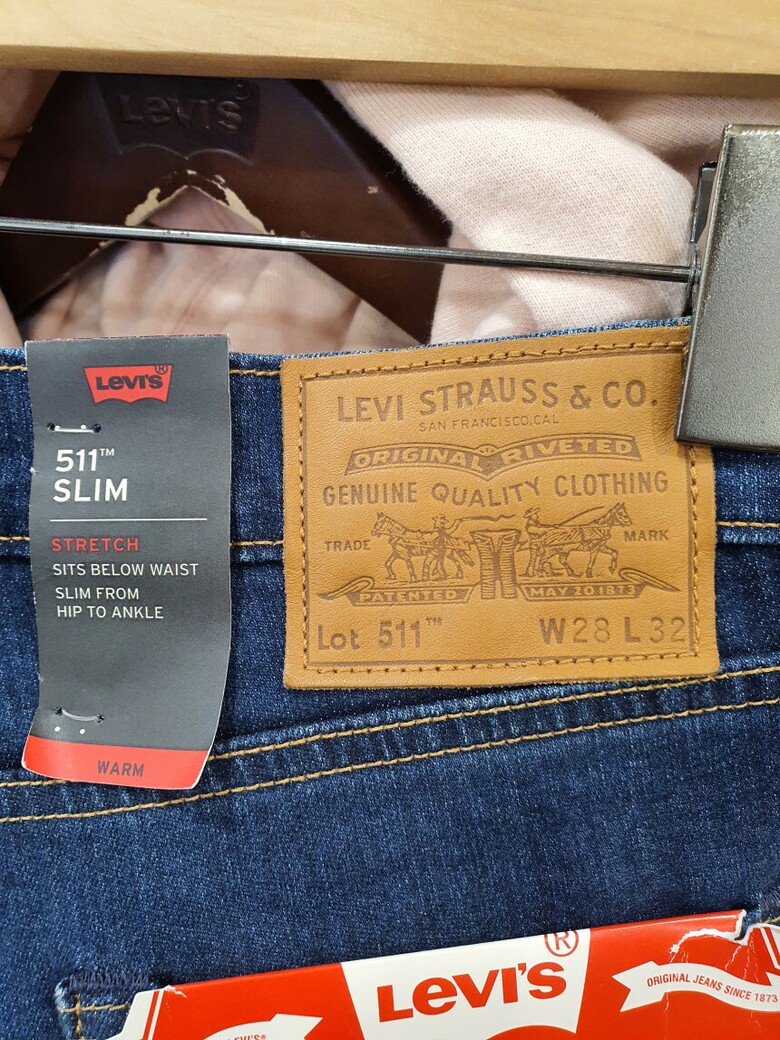 Levi's
Levi's®
511™
SLIM
STRETCH
SITS BELOW WAIST
SLIM FROM
HIP TO ANKLE
WARM
LEVI STRAUSS & CO.
SAN FRANCISCO, CAL
ORIGINAL RIVETED
GENUINE QUALITY CLOTHING
TRADE MARK
PATENTED MAY 20 1873
Lot 511™ W28 L32
LEVI'S®
ORIGINAL JEANS SINCE 1873
LEVI'S®